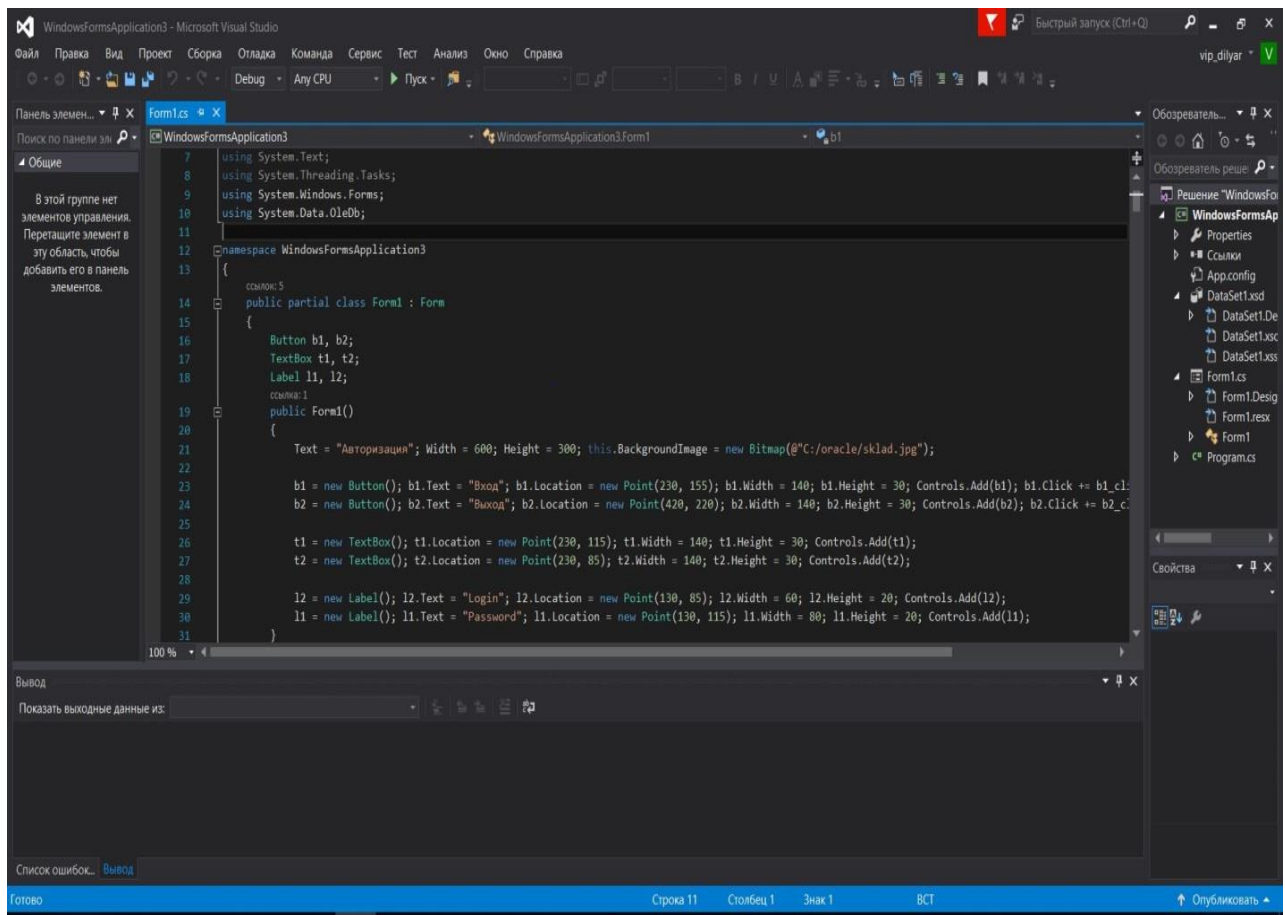 WindowsFormsApplication3 - Microsoft Visual Studio
Быстрый запуск (Ctrl+Q)
Файл Правка Вид Проект Сборка Отладка Команда Сервис Тест Анализ Окно Справка
vip_dilyar V
Debug Any CPU Пуск
Панель элемен...
Поиск по панели эле
Общие
В этой группе нет
элементов управления.
Перетащите элемент в
эту область, чтобы
добавить его в панель
элементов.
Form1.cs
WindowsFormsApplication3 WindowsFormsApplication3.Form1 b1
7 using System.Text;
8 using System.Threading.Tasks;
9 using System.Windows.Forms;
10 using System.Data.OleDb;
11
12 namespace WindowsFormsApplication3
13 {
ссылок: 5
14 public partial class Form1 : Form
15 {
16 Button b1, b2;
17 TextBox t1, t2;
18 Label l1, l2;
ссылка: 1
19 public Form1()
20 {
21 Text = "Авторизация"; Width = 600; Height = 300; this.BackgroundImage = new Bitmap(@"C:/oracle/sklad.jpg");
22
23 b1 = new Button(); b1.Text = "Вход"; b1.Location = new Point(230, 155); b1.Width = 140; b1.Height = 30; Controls.Add(b1); b1.Click += b1_cl
24 b2 = new Button(); b2.Text = "Выход"; b2.Location = new Point(420, 220); b2.Width = 140; b2.Height = 30; Controls.Add(b2); b2.Click += b2_c
25
26 t1 = new TextBox(); t1.Location = new Point(230, 115); t1.Width = 140; t1.Height = 30; Controls.Add(t1);
27 t2 = new TextBox(); t2.Location = new Point(230, 85); t2.Width = 140; t2.Height = 30; Controls.Add(t2);
28
29 l2 = new Label(); l2.Text = "Login"; l2.Location = new Point(130, 85); l2.Width = 60; l2.Height = 20; Controls.Add(l2);
30 l1 = new Label(); l1.Text = "Password"; l1.Location = new Point(130, 115); l1.Width = 80; l1.Height = 20; Controls.Add(l1);
31 }
100 %
Обозреватель...
Обозреватель реше
Решение "WindowsFo
WindowsFormsAp
Properties
Ссылки
App.config
DataSet1.xsd
DataSet1.De
DataSet1.xsc
DataSet1.xss
Form1.cs
Form1.Desig
Form1.resx
Form1
Program.cs
Свойства
Вывод
Показать выходные данные из:
Список ошибок... Вывод
Готово Строка 11 Столбец 1 Знак 1 ВСТ Опубликовать